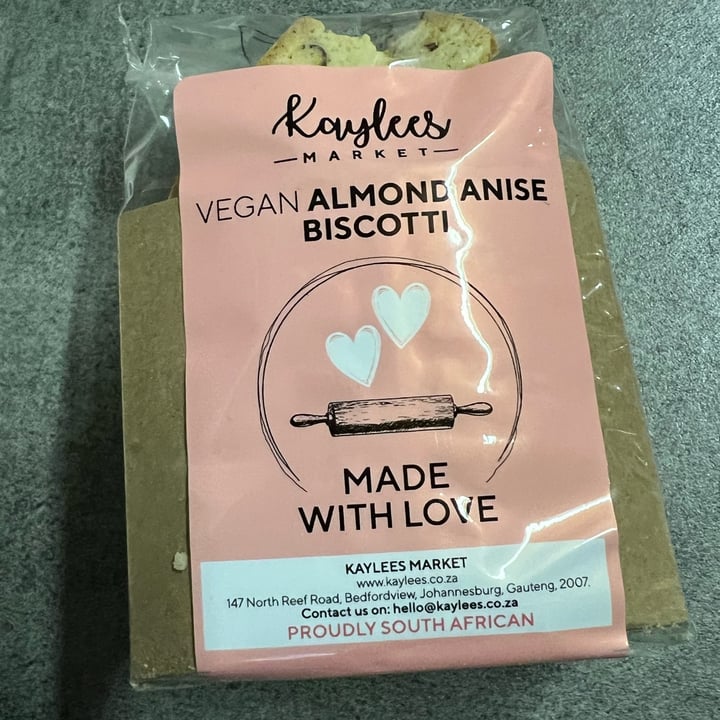 Kaylees
MARKET
VEGAN ALMOND ANISE
BISCOTTI
MADE
WITH LOVE
KAYLEES MARKET
www.kaylees.co.za
147 North Reef Road, Bedfordview, Johannesburg, Gauteng, 2007.
Contact us on: hello@kaylees.co.za
PROUDLY SOUTH AFRICAN